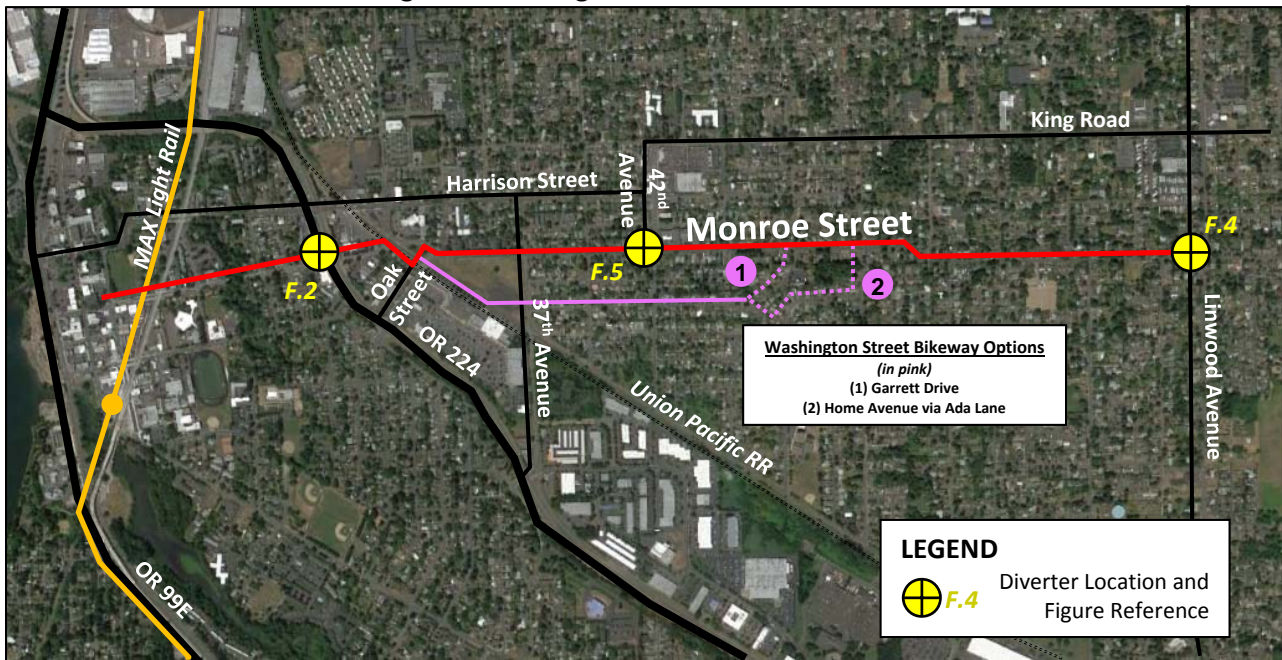 King Road
MAX Light Rail
Harrison Street
42nd
Avenue
Monroe Street
F.4
F.5
F.2
1
2
Oak
Street
37th Avenue
OR 224
Washington Street Bikeway Options
(in pink)
(1) Garrett Drive
(2) Home Avenue via Ada Lane
Linwood Avenue
Union Pacific RR
OR 99E
LEGEND
F.4
Diverter Location and
Figure Reference